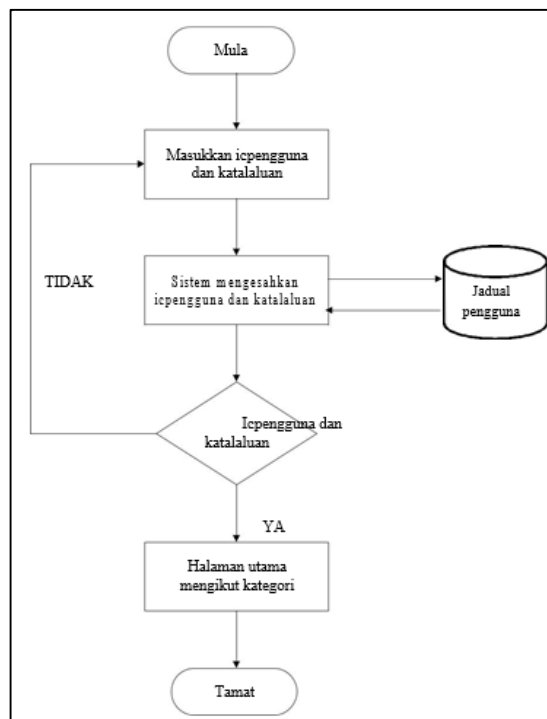 Mula
Masukkan icpengguna
dan katalaluan
TIDAK
Sistem mengesahkan
icpengguna dan katalaluan
Jadual
pengguna
Icpengguna dan
katalaluan
YA
Halaman utama
mengikut kategori
Tamat